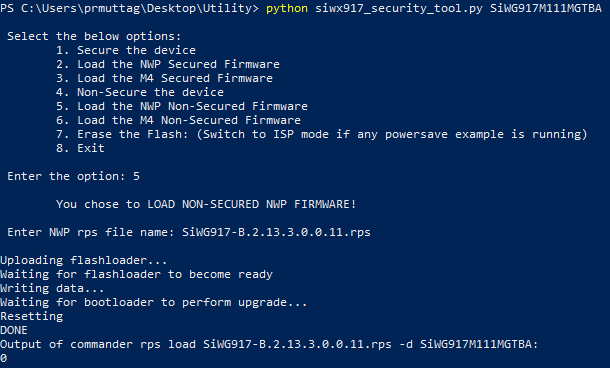 PS C:\Users\prmuttag\Desktop\Utility> python siwx917_security_tool.py SiWG917M111MGTBA
Select the below options:
1. Secure the device
2. Load the NWP Secured Firmware
3. Load the M4 Secured Firmware
4. Non-Secure the device
5. Load the NWP Non-Secured Firmware
6. Load the M4 Non-Secured Firmware
7. Erase the Flash: (Switch to ISP mode if any powersave example is running)
8. Exit
Enter the option: 5
You chose to LOAD NON-SECURED NWP FIRMWARE!
Enter NWP rps file name: SiWG917-B.2.13.3.0.0.11.rps
Uploading flashloader...
Waiting for flashloader to become ready
Writing data...
Waiting for bootloader to perform upgrade...
Resetting
DONE
Output of commander rps load SiWG917-B.2.13.3.0.0.11.rps -d SiWG917M111MGTBA:
0